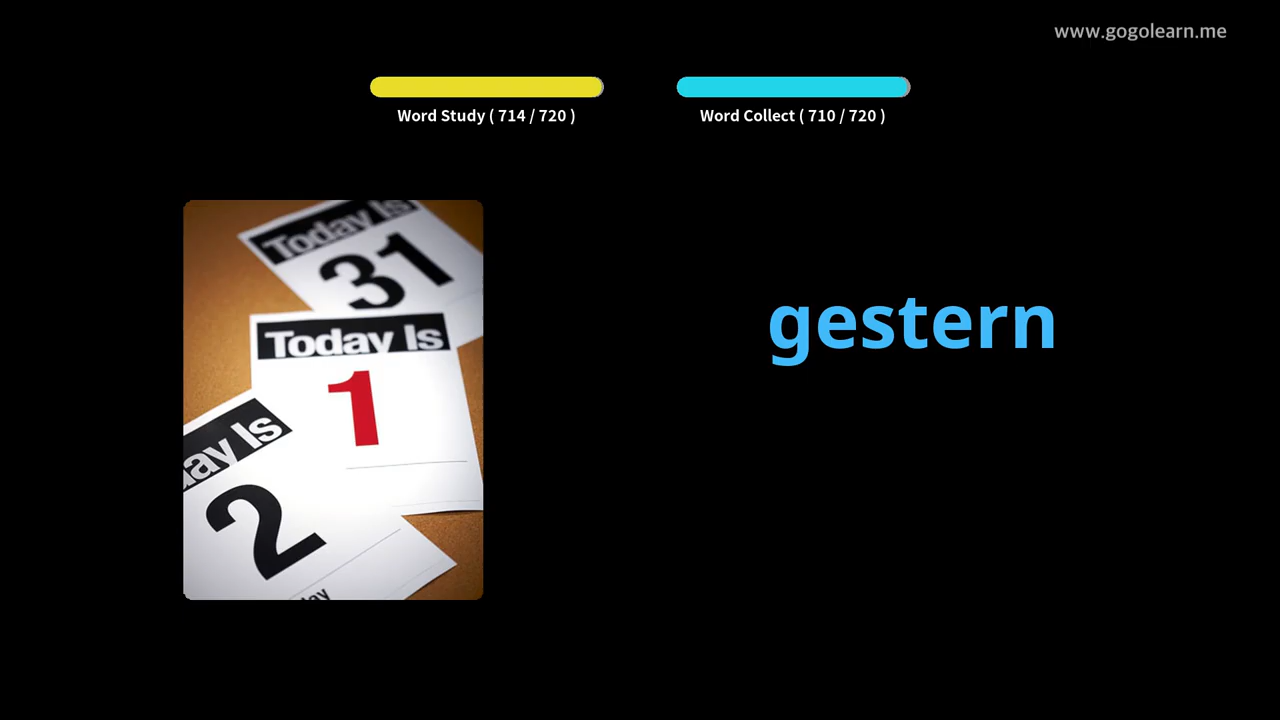 www.gogolearn.me
Word Study ( 714 / 720 )
Word Collect ( 710 / 720 )
Today Is
31
Today Is
1
ay Is
2
gestern